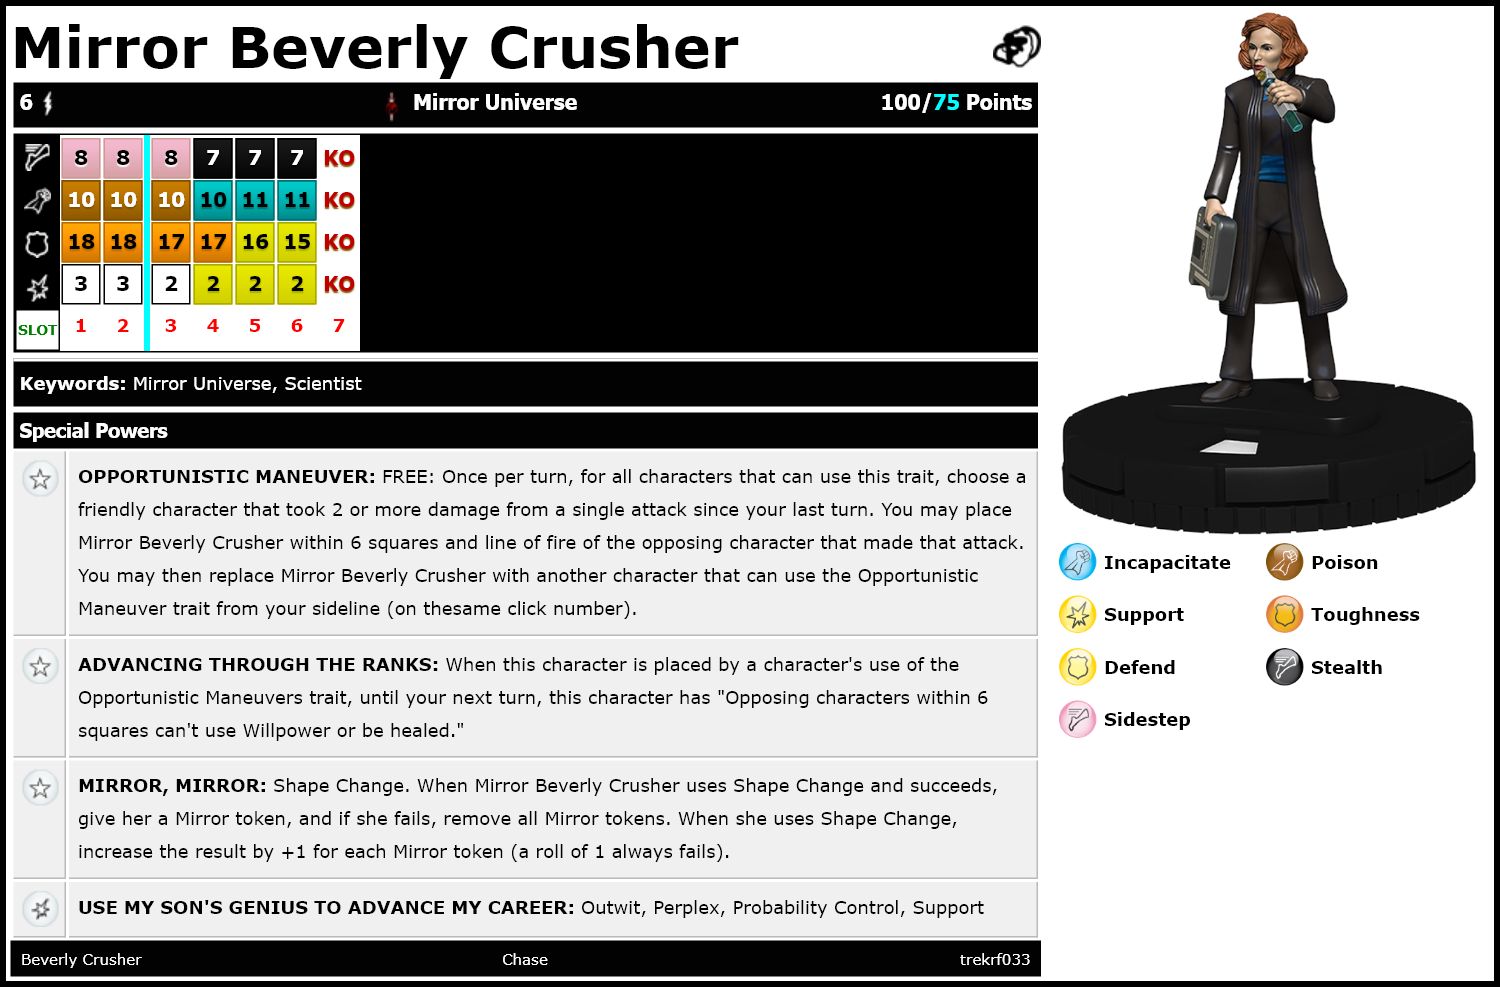 Mirror Beverly Crusher
6 Mirror Universe 100/75 Points
8 8 8 7 7 7 KO
10 10 10 10 11 11 KO
18 18 17 17 16 15 KO
3 3 2 2 2 2 KO
SLOT 1 2 3 4 5 6 7
Keywords: Mirror Universe, Scientist
Special Powers
OPPORTUNISTIC MANEUVER: FREE: Once per turn, for all characters that can use this trait, choose a
friendly character that took 2 or more damage from a single attack since your last turn. You may place
Mirror Beverly Crusher within 6 squares and line of fire of the opposing character that made that attack.
You may then replace Mirror Beverly Crusher with another character that can use the Opportunistic
Maneuver trait from your sideline (on thesame click number).
ADVANCING THROUGH THE RANKS: When this character is placed by a character's use of the
Opportunistic Maneuvers trait, until your next turn, this character has "Opposing characters within 6
squares can't use Willpower or be healed."
MIRROR, MIRROR: Shape Change. When Mirror Beverly Crusher uses Shape Change and succeeds,
give her a Mirror token, and if she fails, remove all Mirror tokens. When she uses Shape Change,
increase the result by +1 for each Mirror token (a roll of 1 always fails).
USE MY SON'S GENIUS TO ADVANCE MY CAREER: Outwit, Perplex, Probability Control, Support
Beverly Crusher Chase trekrf033
Incapacitate Poison
Support Toughness
Defend Stealth
Sidestep